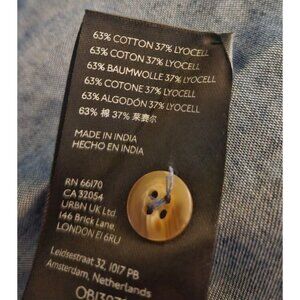 63% COTTON 37% LYOCELL
63% COTON 37% LYOCELL
63% BAUMWOLLE 37% LYOCELL
63% COTONE 37% LYOCELL
63% ALGODÓN 37% LYOCELL
63% 棉 37% 莱赛尔
MADE IN INDIA
HECHO EN INDIA
RN 66170
CA 32054
URBN UK Ltd
146 Brick Lane,
LONDON E1 6RU
Leidsestraat 32, 1017 PB
Amsterdam, Netherlands